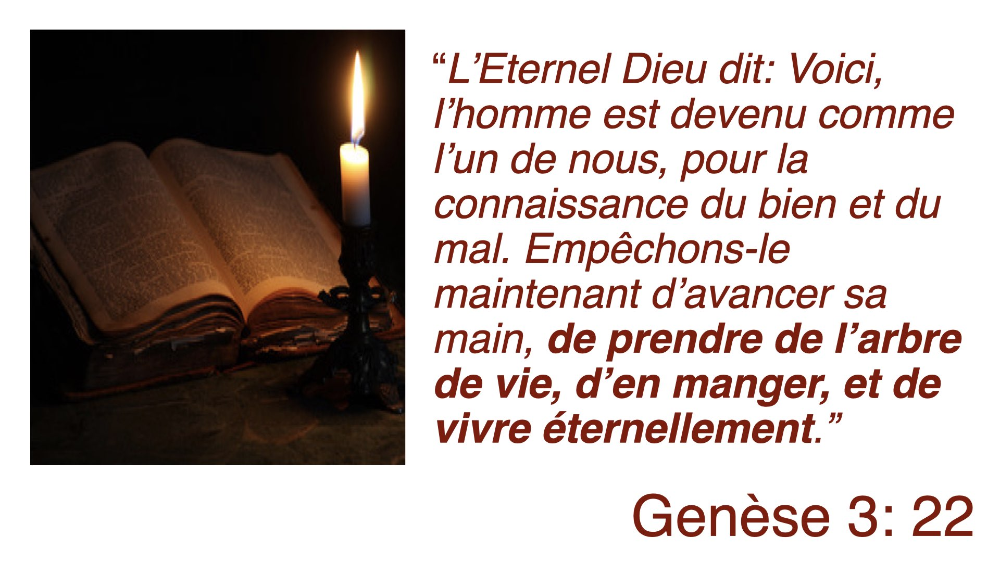 “L’Eternel Dieu dit: Voici,
l’homme est devenu comme
l’un de nous, pour la
connaissance du bien et du
mal. Empêchons-le
maintenant d’avancer sa
main, de prendre de l’arbre
de vie, d’en manger, et de
vivre éternellement.”
Genèse 3: 22